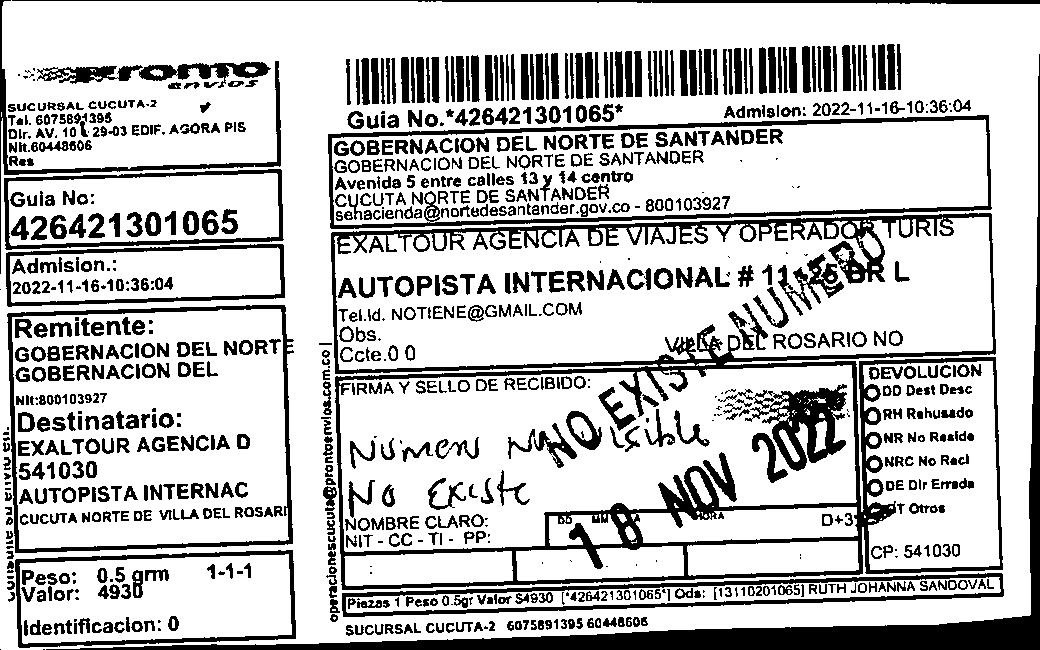 pronto
envios
SUCURSAL CUCUTA-2
Tel. 6075891395
Dir. AV. 10 29-03 EDIF. AGORA PIS
Nit.60448606
Res
Guia No:
426421301065
Admision.:
2022-11-16-10:36:04
Remitente:
GOBERNACION DEL NORTE
GOBERNACION DEL
Nit:800103927
Destinatario:
EXALTOUR AGENCIA D
541030
AUTOPISTA INTERNAC
CUCUTA NORTE DE VILLA DEL ROSARI
Peso: 0.5 grm 1-1-1
Valor: 4930
Identificacion: 0
Guia No.*426421301065*
Admision: 2022-11-16-10:36:04
GOBERNACION DEL NORTE DE SANTANDER
GOBERNACION DEL NORTE DE SANTANDER
Avenida 5 entre calles 13 y 14 centro
CUCUTA NORTE DE SANTANDER
sehacienda@nortedesantander.gov.co - 800103927
EXALTOUR AGENCIA DE VIAJES Y OPERADOR TURIS
AUTOPISTA INTERNACIONAL # 11-25 BR L
Tel.Id. NOTIENE@GMAIL.COM
Obs.
Ccte.0 0
VILLA DEL ROSARIO NO
NO EXISTE NUMERO
18 NOV 2022
operacionescucuta@prontoenvios.com.co |
FIRMA Y SELLO DE RECIBIDO:
Numero
No Existe
NOMBRE CLARO:
NIT - CC - TI - PP:
DD MM A HORA
D+3
DEVOLUCION
DD Dest Desc
RH Rehusado
NR No Reside
NRC No Recl
DE Dir Errada
OT Otros
CP: 541030
Piezas 1 Peso 0.5gr Valor $4930 [*426421301065*] Ods: [13110201065] RUTH JOHANNA SANDOVAL
SUCURSAL CUCUTA-2 6075891395 60448606